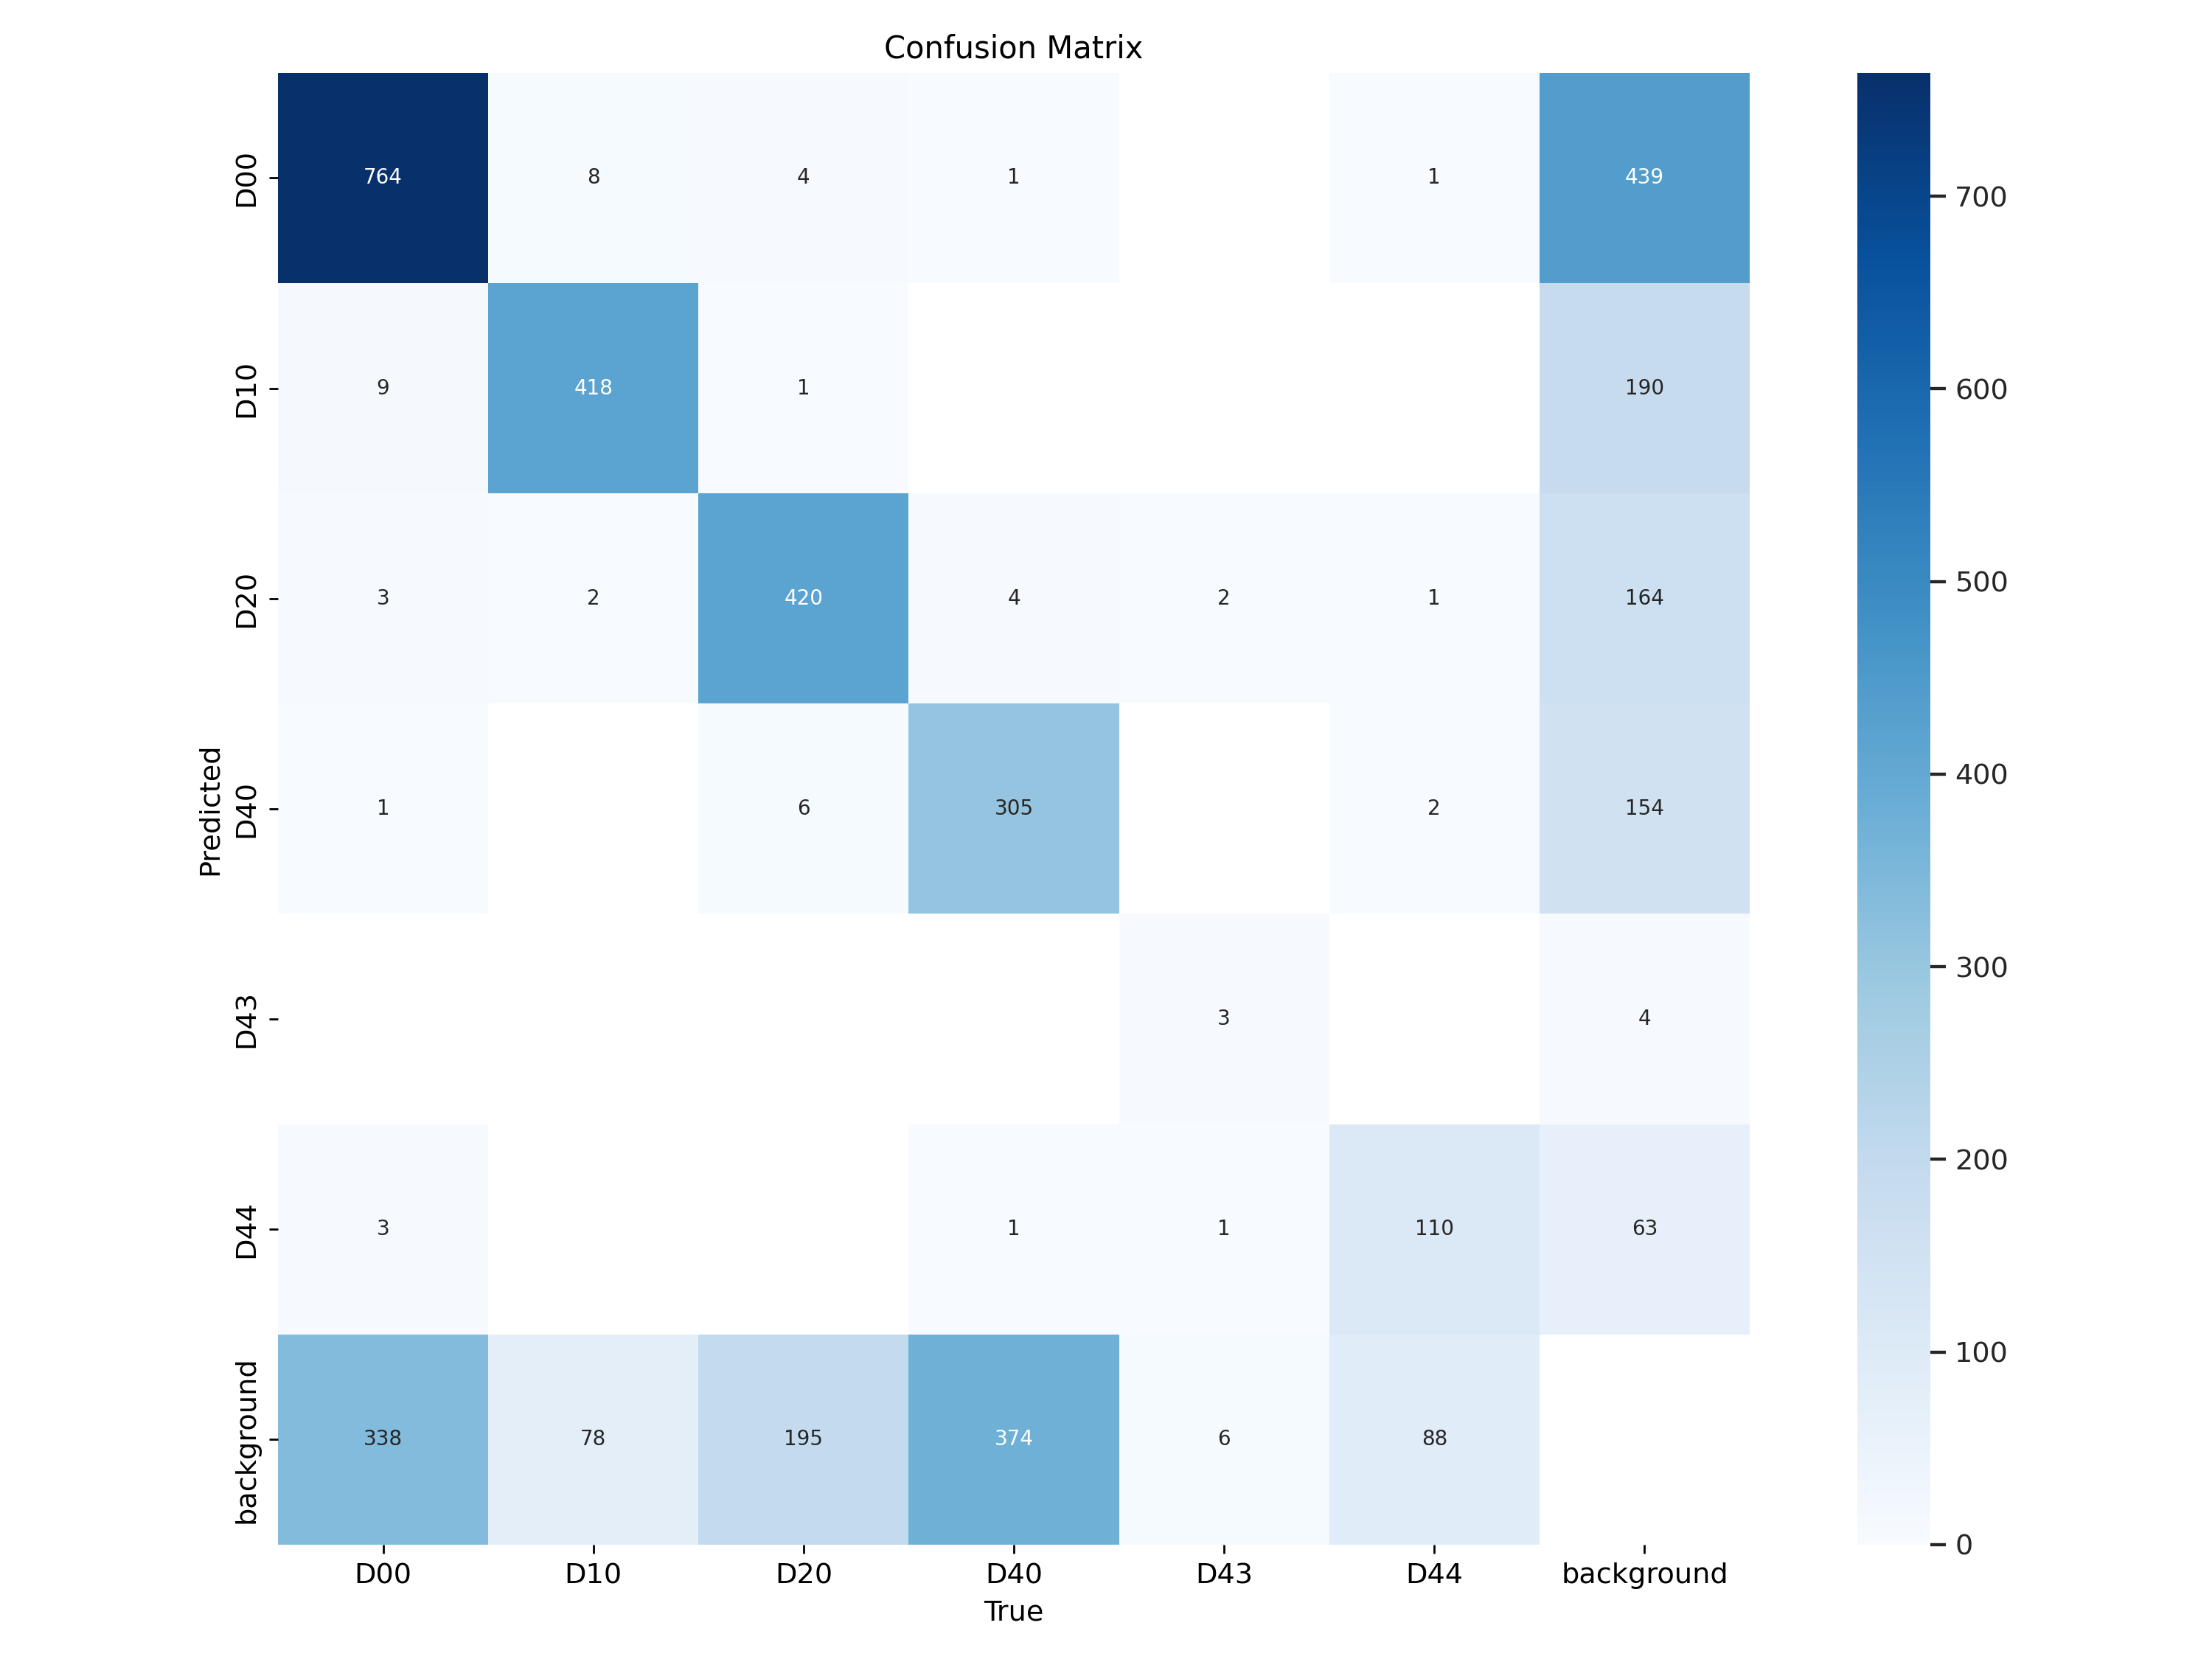 Confusion Matrix
D00 764 8 4 1 1 439
D10 9 418 1 190
D20 3 2 420 4 2 1 164
D40 1 6 305 2 154
D43 3 4
D44 3 1 1 110 63
background 338 78 195 374 6 88
D00 D10 D20 D40 D43 D44 background
True
Predicted
700
600
500
400
300
200
100
0